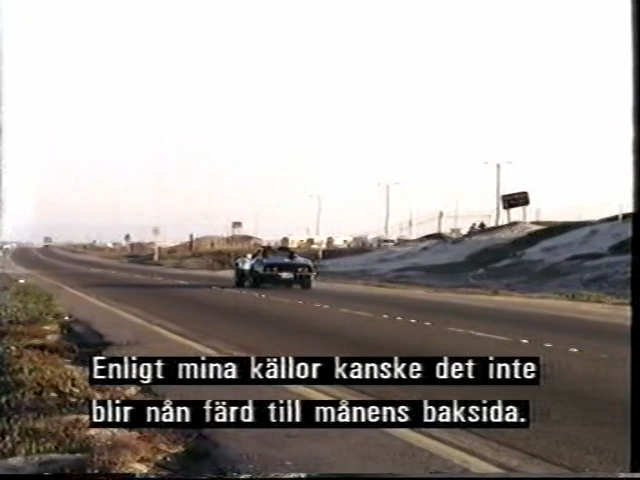 Enligt mina källor kanske det inte
blir nån färd till månens baksida.